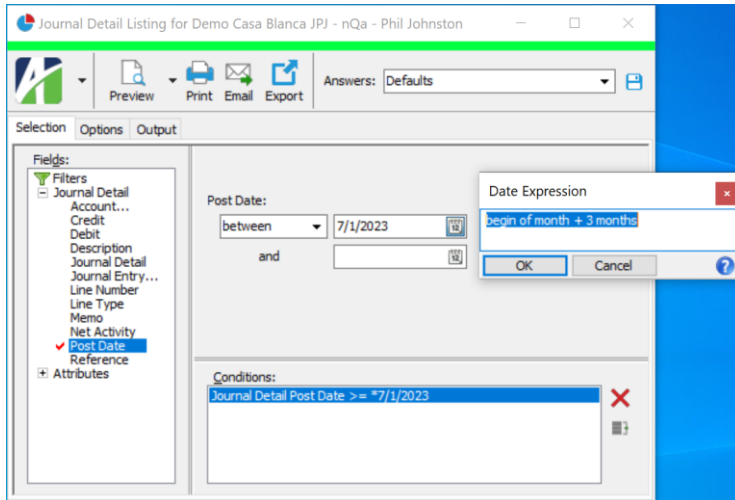 Journal Detail Listing for Demo Casa Blanca JPJ - nQa - Phil Johnston
Preview
Print
Email
Export
Answers:
Defaults
Selection
Options
Output
Fields:
Filters
Journal Detail
Account...
Credit
Debit
Description
Journal Detail
Journal Entry...
Line Number
Line Type
Memo
Net Activity
Post Date
Reference
Attributes
Post Date:
between
7/1/2023
12
and
12
Conditions:
Journal Detail Post Date >= *7/1/2023
Date Expression
begin of month + 3 months
OK
Cancel
?